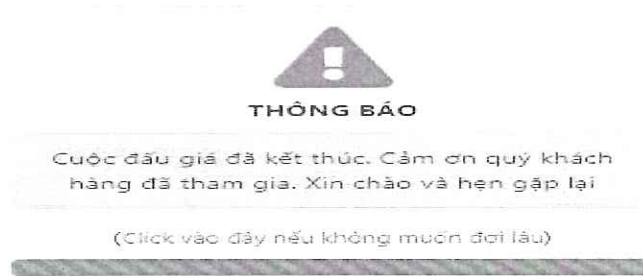 THÔNG BÁO
Cuộc đấu giá đã kết thúc. Cảm ơn quý khách
hàng đã tham gia. Xin chào và hẹn gặp lại
(Click vào đây nếu không muốn đợi lâu)